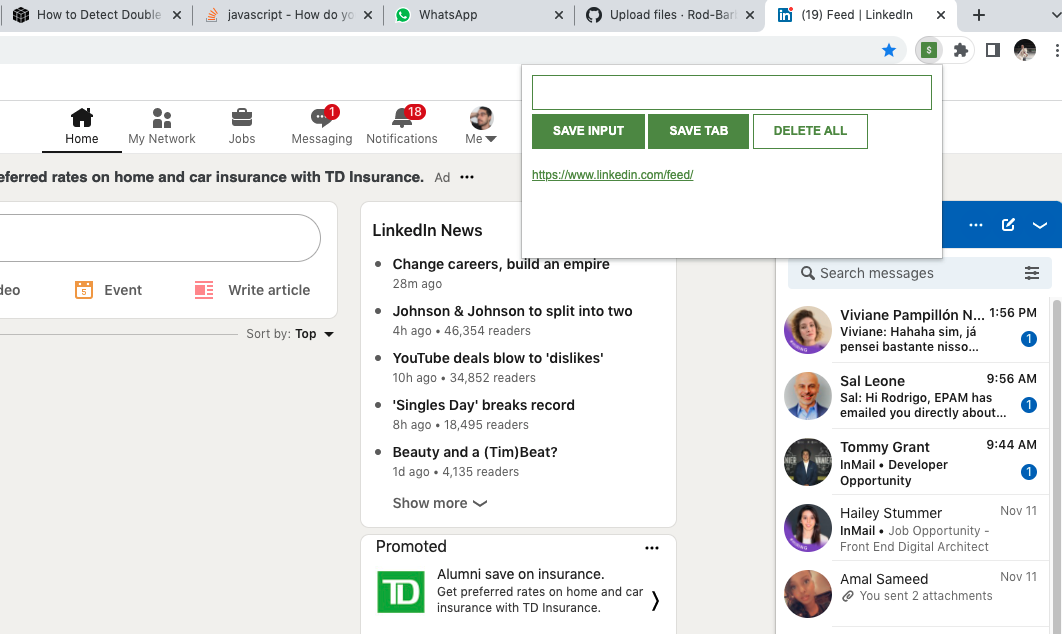 How to Detect Double
javascript - How do yo
WhatsApp
Upload files · Rod-Bar
(19) Feed | LinkedIn
$
SAVE INPUT
SAVE TAB
DELETE ALL
https://www.linkedin.com/feed/
Home
My Network
Jobs
1
Messaging
18
Notifications
Me
eferred rates on home and car insurance with TD Insurance. Ad •••
deo
5
Event
Write article
Sort by: Top
LinkedIn News
Change careers, build an empire
28m ago
Johnson & Johnson to split into two
4h ago • 46,354 readers
YouTube deals blow to 'dislikes'
10h ago • 34,852 readers
'Singles Day' breaks record
8h ago • 18,495 readers
Beauty and a (Tim)Beat?
1d ago • 4,135 readers
Show more
Promoted
TD
Alumni save on insurance.
Get preferred rates on home and car
insurance with TD Insurance.
Search messages
Viviane Pampillón N... 1:56 PM
Viviane: Hahaha sim, já
pensei bastante nisso...
1
Sal Leone 9:56 AM
Sal: Hi Rodrigo, EPAM has
emailed you directly about...
1
Tommy Grant 9:44 AM
InMail • Developer
Opportunity
1
Hailey Stummer Nov 11
InMail • Job Opportunity -
Front End Digital Architect
Amal Sameed Nov 11
You sent 2 attachments